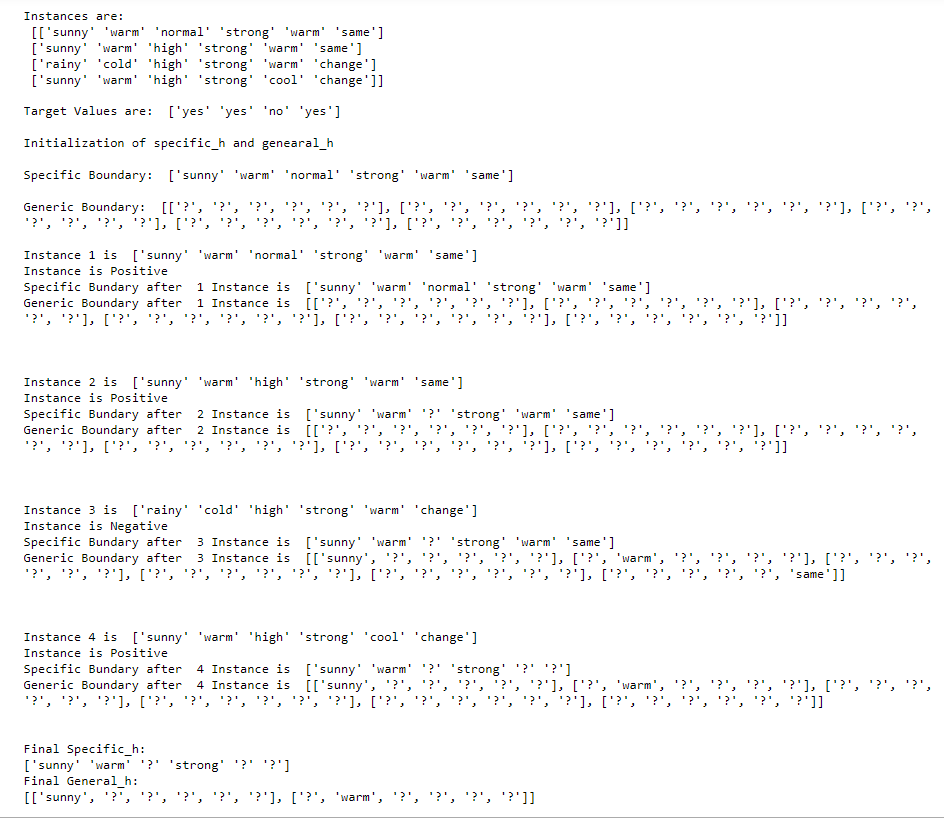 Instances are:
[['sunny' 'warm' 'normal' 'strong' 'warm' 'same']
['sunny' 'warm' 'high' 'strong' 'warm' 'same']
['rainy' 'cold' 'high' 'strong' 'warm' 'change']
['sunny' 'warm' 'high' 'strong' 'cool' 'change']]
Target Values are:  ['yes' 'yes' 'no' 'yes']
Initialization of specific_h and genearal_h
Specific Boundary:  ['sunny' 'warm' 'normal' 'strong' 'warm' 'same']
Generic Boundary:  [['?', '?', '?', '?', '?', '?'], ['?', '?', '?', '?', '?', '?'], ['?', '?', '?', '?', '?', '?'], ['?', '?',
'?', '?', '?', '?'], ['?', '?', '?', '?', '?', '?'], ['?', '?', '?', '?', '?', '?']]
Instance 1 is  ['sunny' 'warm' 'normal' 'strong' 'warm' 'same']
Instance is Positive
Specific Bundary after  1 Instance is  ['sunny' 'warm' 'normal' 'strong' 'warm' 'same']
Generic Boundary after  1 Instance is  [['?', '?', '?', '?', '?', '?'], ['?', '?', '?', '?', '?', '?'], ['?', '?', '?', '?',
'?', '?'], ['?', '?', '?', '?', '?', '?'], ['?', '?', '?', '?', '?', '?'], ['?', '?', '?', '?', '?', '?']]
Instance 2 is  ['sunny' 'warm' 'high' 'strong' 'warm' 'same']
Instance is Positive
Specific Bundary after  2 Instance is  ['sunny' 'warm' '?' 'strong' 'warm' 'same']
Generic Boundary after  2 Instance is  [['?', '?', '?', '?', '?', '?'], ['?', '?', '?', '?', '?', '?'], ['?', '?', '?', '?',
'?', '?'], ['?', '?', '?', '?', '?', '?'], ['?', '?', '?', '?', '?', '?'], ['?', '?', '?', '?', '?', '?']]
Instance 3 is  ['rainy' 'cold' 'high' 'strong' 'warm' 'change']
Instance is Negative
Specific Bundary after  3 Instance is  ['sunny' 'warm' '?' 'strong' 'warm' 'same']
Generic Boundary after  3 Instance is  [['sunny', '?', '?', '?', '?', '?'], ['?', 'warm', '?', '?', '?', '?'], ['?', '?', '?',
'?', '?', '?'], ['?', '?', '?', '?', '?', '?'], ['?', '?', '?', '?', '?', '?'], ['?', '?', '?', '?', '?', 'same']]
Instance 4 is  ['sunny' 'warm' 'high' 'strong' 'cool' 'change']
Instance is Positive
Specific Bundary after  4 Instance is  ['sunny' 'warm' '?' 'strong' '?' '?']
Generic Boundary after  4 Instance is  [['sunny', '?', '?', '?', '?', '?'], ['?', 'warm', '?', '?', '?', '?'], ['?', '?', '?',
'?', '?', '?'], ['?', '?', '?', '?', '?', '?'], ['?', '?', '?', '?', '?', '?'], ['?', '?', '?', '?', '?', '?']]
Final Specific_h:
['sunny' 'warm' '?' 'strong' '?' '?']
Final General_h:
[['sunny', '?', '?', '?', '?', '?'], ['?', 'warm', '?', '?', '?', '?']]